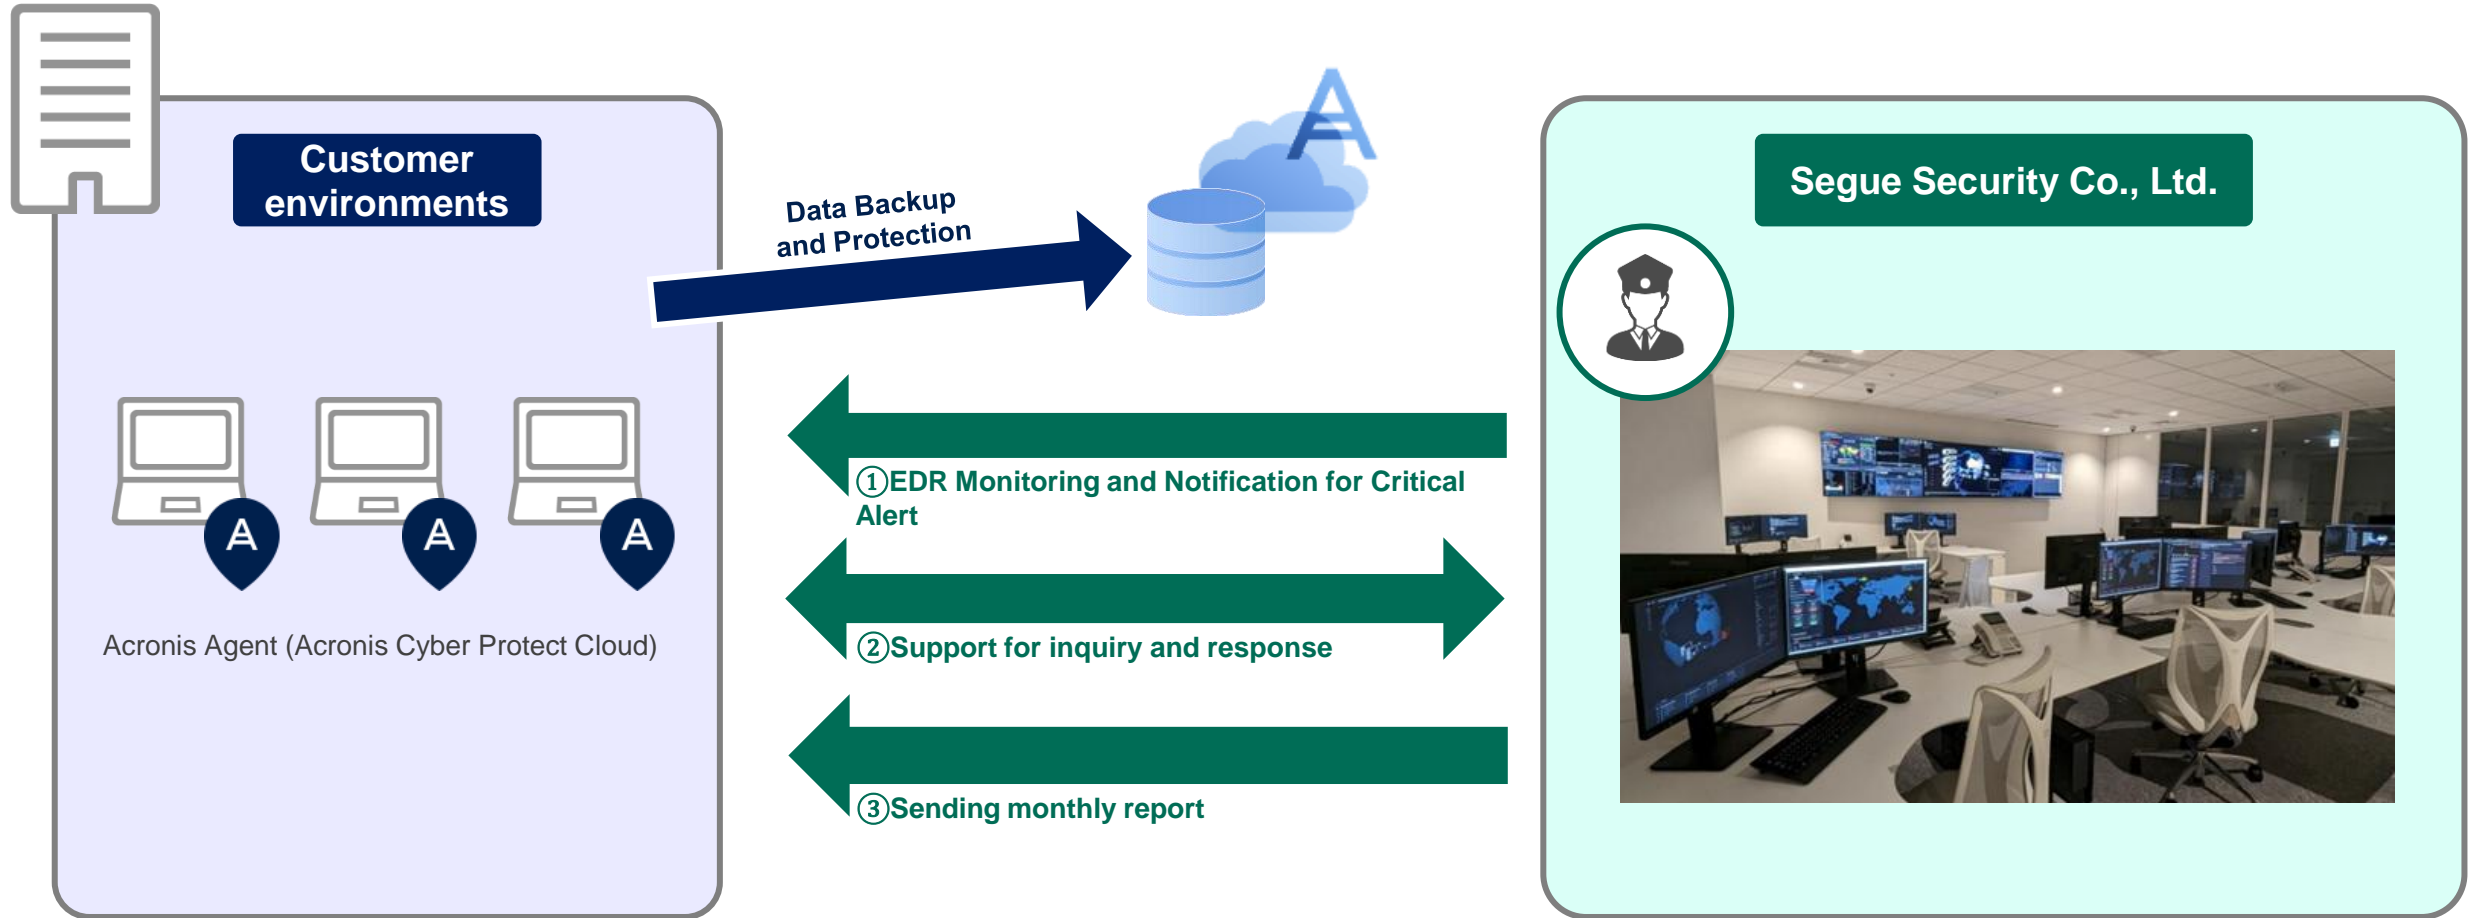 Customer
environments
Data Backup
and Protection
Segue Security Co., Ltd.
①EDR Monitoring and Notification for Critical
Alert
②Support for inquiry and response
③Sending monthly report
Acronis Agent (Acronis Cyber Protect Cloud)